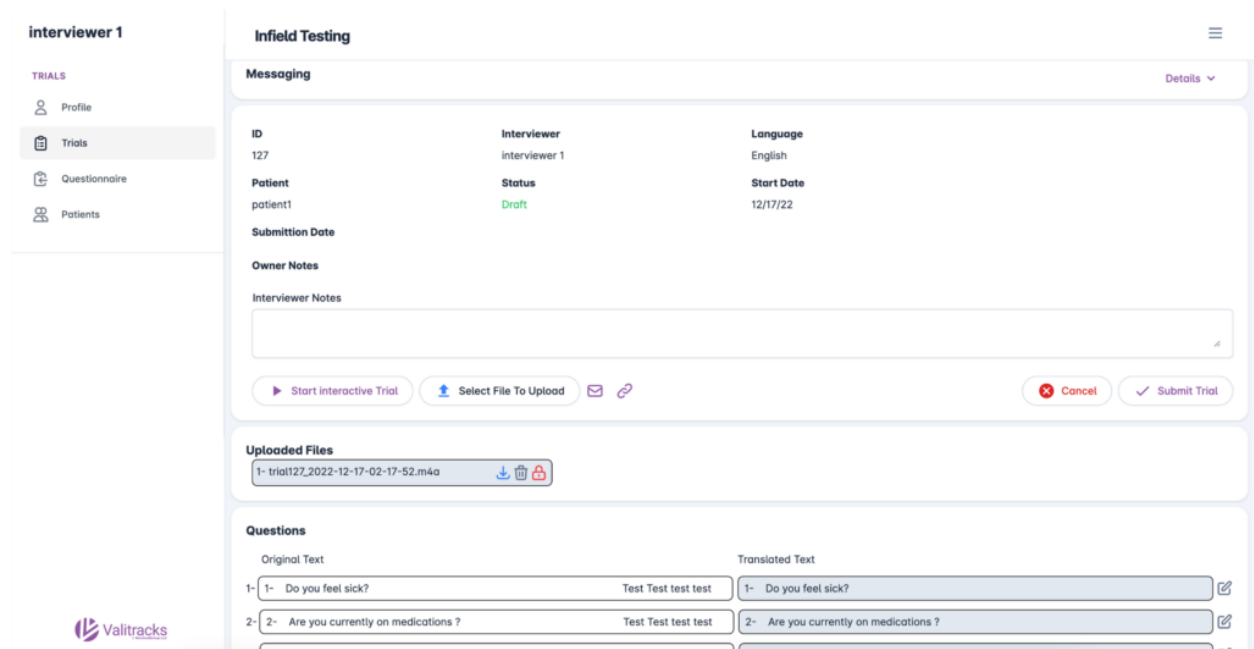 interviewer 1
Infield Testing
TRIALS
Profile
Trials
Questionnaire
Patients
Messaging
Details
ID Interviewer Language
127 interviewer 1 English
Patient Status Start Date
patient1 Draft 12/17/22
Submittion Date
Owner Notes
Interviewer Notes
Start interactive Trial Select File To Upload Cancel Submit Trial
Uploaded Files
1- trial127_2022-12-17-02-17-52.m4a
Questions
Original Text Translated Text
1- 1- Do you feel sick? Test Test test test 1- Do you feel sick?
2- 2- Are you currently on medications ? Test Test test test 2- Are you currently on medications ?
Valitracks